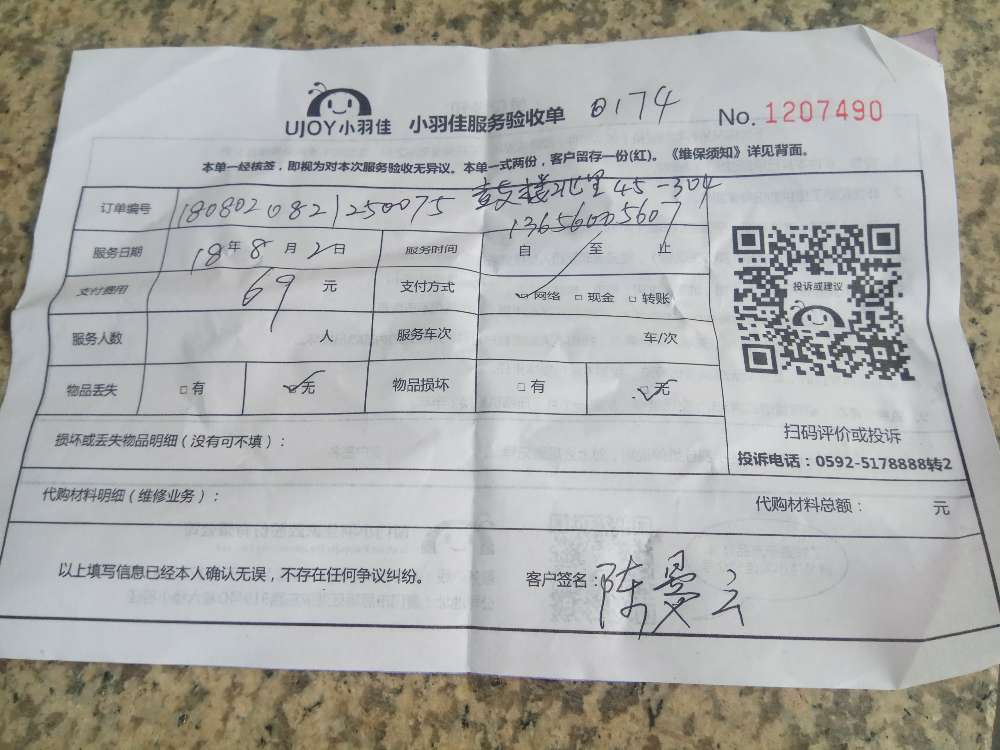 UJOY小羽佳 小羽佳服务验收单 0174 No. 1207490
本单一经核签，即视为对本次服务验收无异议。本单一式两份，客户留存一份(红)。《维保须知》详见背面。
45-304
订单编号 1808020821250075
服务日期 18年8月2日 服务时间 自 至 止
支付费用 69元 支付方式 网络 现金 转账
服务人数 人 服务车次 车/次
物品丢失 有 无 物品损坏 有 无
投诉或建议
扫码评价或投诉
投诉电话：0592-5178888转2
损坏或丢失物品明细（没有可不填）：
代购材料明细（维修业务）： 代购材料总额： 元
以上填写信息已经本人确认无误，不存在任何争议纠纷。 客户签名：陈曼云